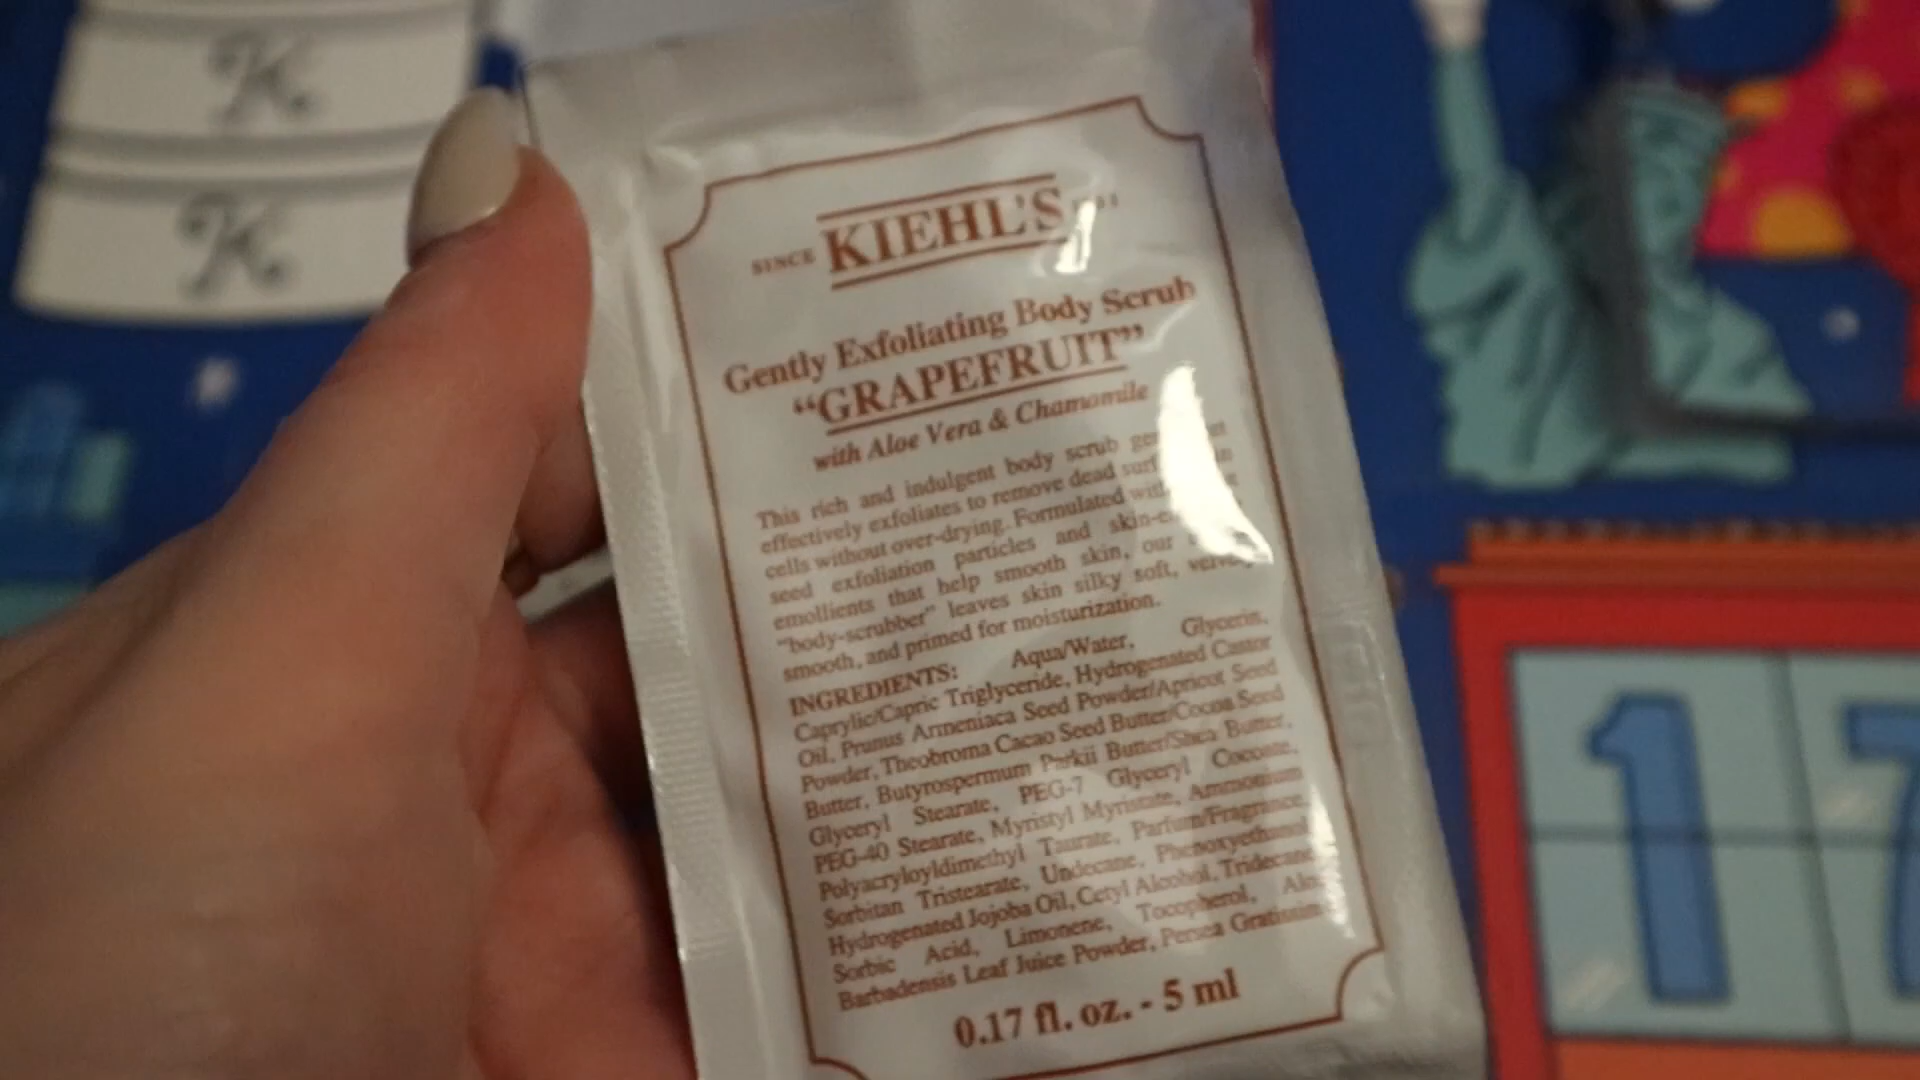 K
K
SINCE KIEHL'S
Gently Exfoliating Body Scrub
"GRAPEFRUIT"
with Aloe Vera & Chamomile
This rich and indulgent body scrub
effectively exfoliates to remove dead
cells without over-drying. Formulated
seed exfoliation particles and
emollients that help smooth skin, our
"body-scrubber" leaves skin silky soft,
smooth, and primed for moisturization.
INGREDIENTS: Aqua/Water, Glycerin,
Caprylic/Capric Triglyceride, Hydrogenated Castor
Oil, Prunus Armeniaca Seed Powder/Apricot Seed
Powder, Theobroma Cacao Seed Butter/Cocoa Seed
Butter, Butyrospermum Parkii Butter/Shea Butter,
Glyceryl Stearate, PEG-7 Glyceryl Cocoate,
PEG-40 Stearate, Myristyl Myristate, Ammonium
Polyacryloyldimethyl Taurate, Parfum/Fragrance,
Sorbitan Tristearate, Undecane, Phenoxyethanol,
Hydrogenated Jojoba Oil, Cetyl Alcohol, Tridecane,
Sorbic Acid, Limonene, Tocopherol,
Barbadensis Leaf Juice Powder, Persea
0.17 fl. oz. - 5 ml
17